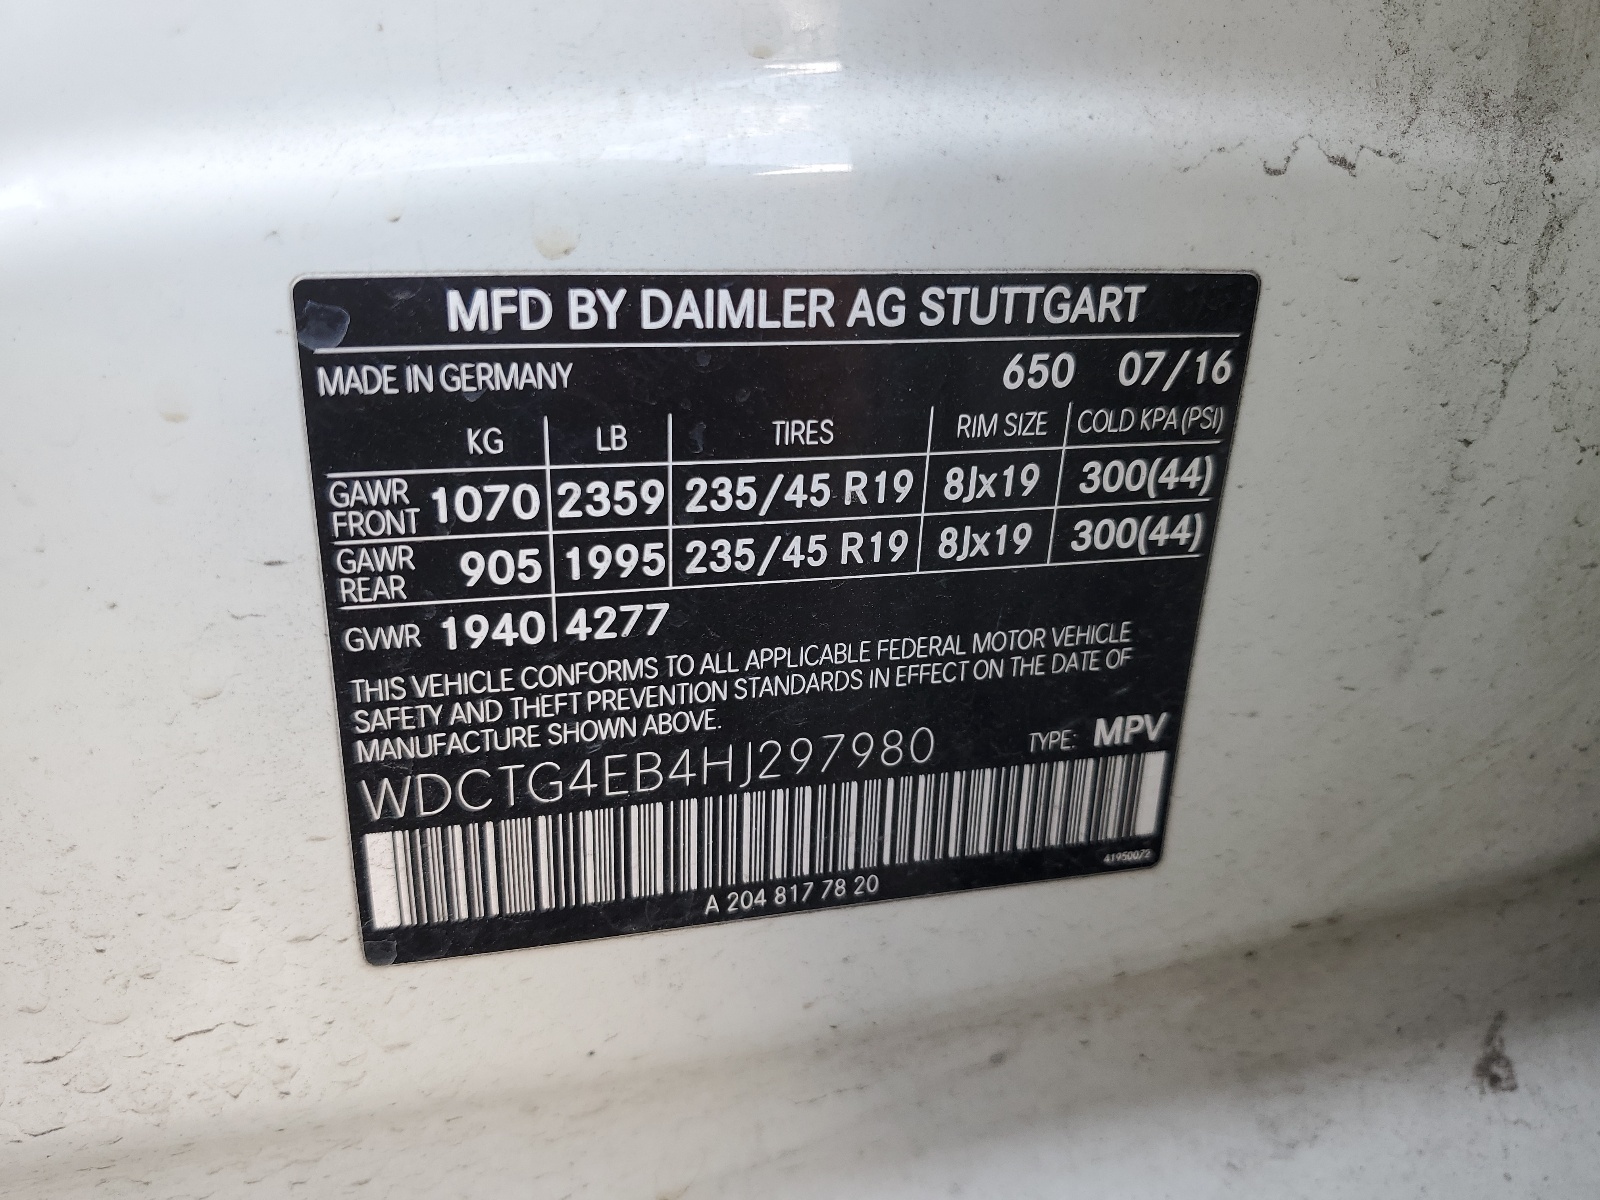 MFD BY DAIMLER AG STUTTGART
MADE IN GERMANY 650 07/16
KG LB TIRES RIM SIZE COLD KPA (PSI)
GAWR FRONT 1070 2359 235/45 R19 8Jx19 300(44)
GAWR REAR 905 1995 235/45 R19 8Jx19 300(44)
GVWR 1940 4277
THIS VEHICLE CONFORMS TO ALL APPLICABLE FEDERAL MOTOR VEHICLE
SAFETY AND THEFT PREVENTION STANDARDS IN EFFECT ON THE DATE OF
MANUFACTURE SHOWN ABOVE.
WDCTG4EB4HJ297980 TYPE: MPV
41950072
A 204 817 78 20